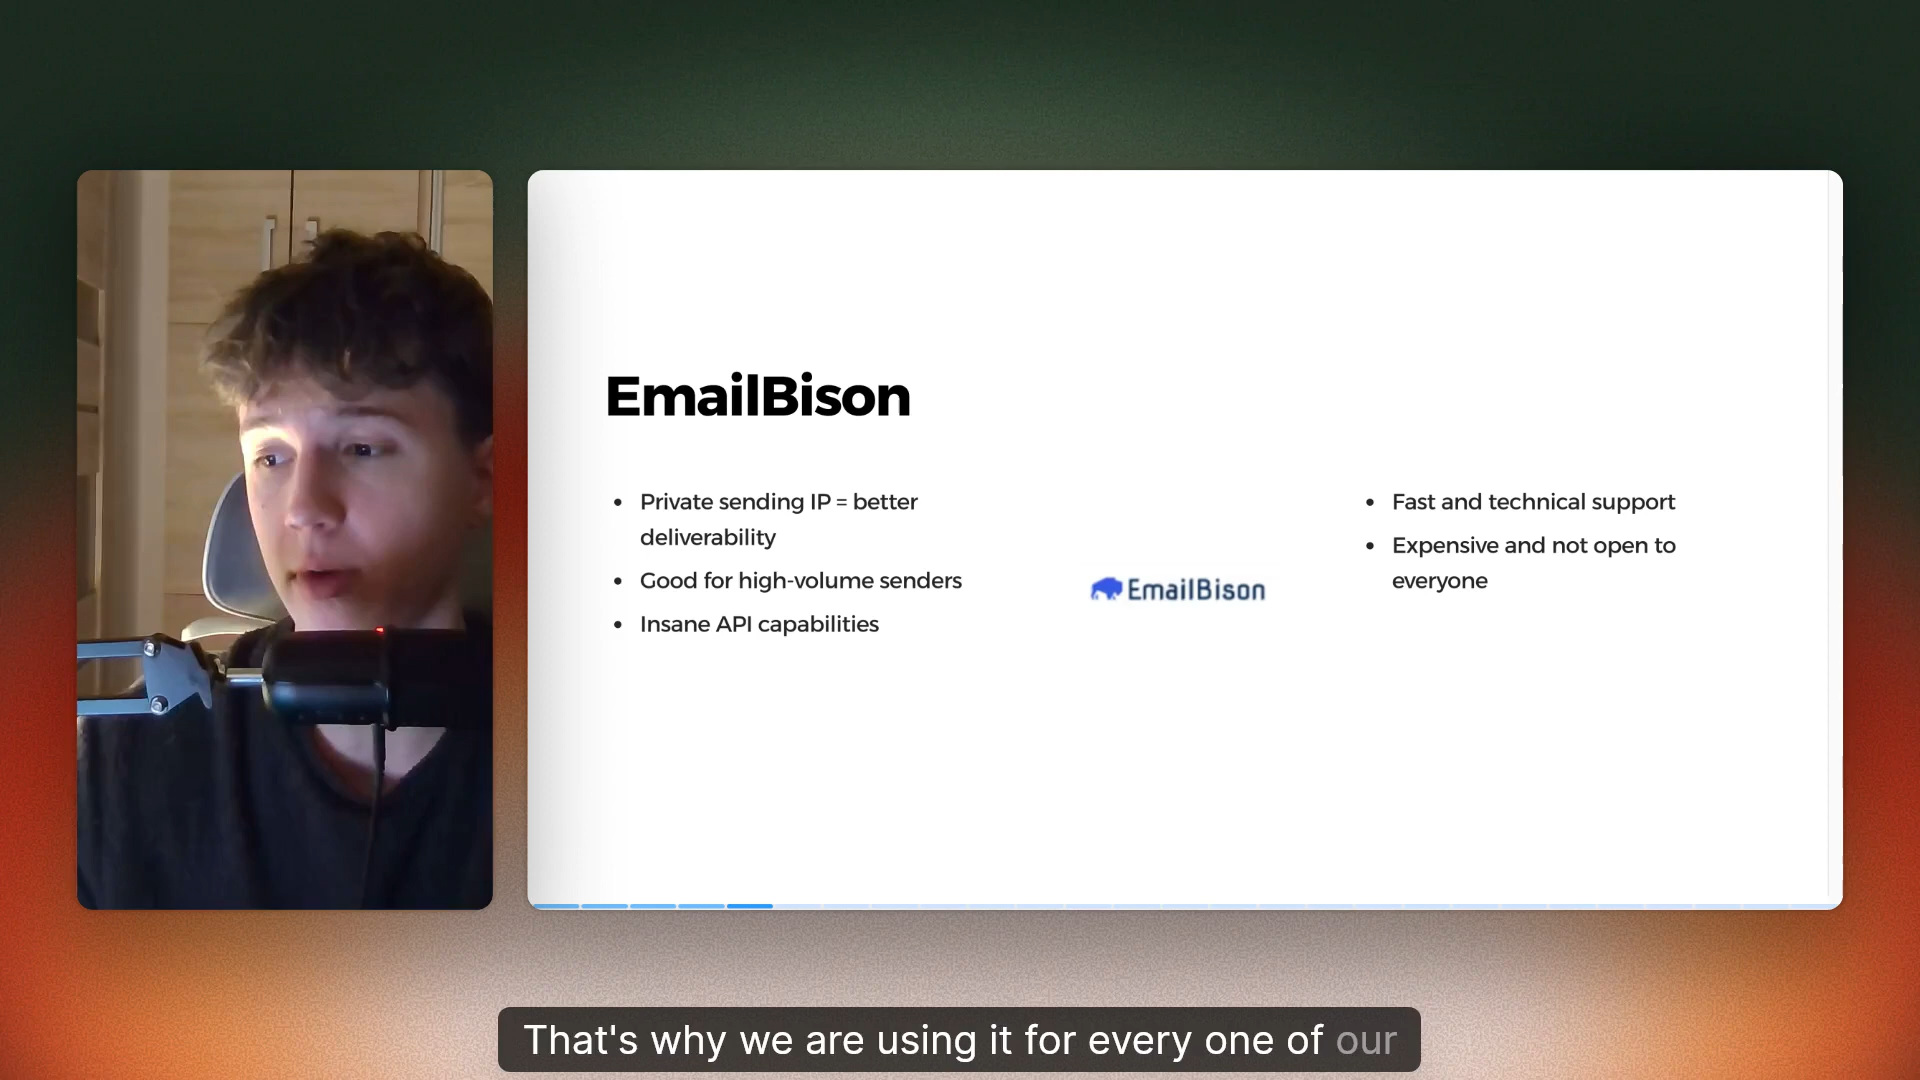 EmailBison
• Private sending IP = better
deliverability
• Good for high-volume senders
• Insane API capabilities
EmailBison
• Fast and technical support
• Expensive and not open to
everyone
That's why we are using it for every one of our